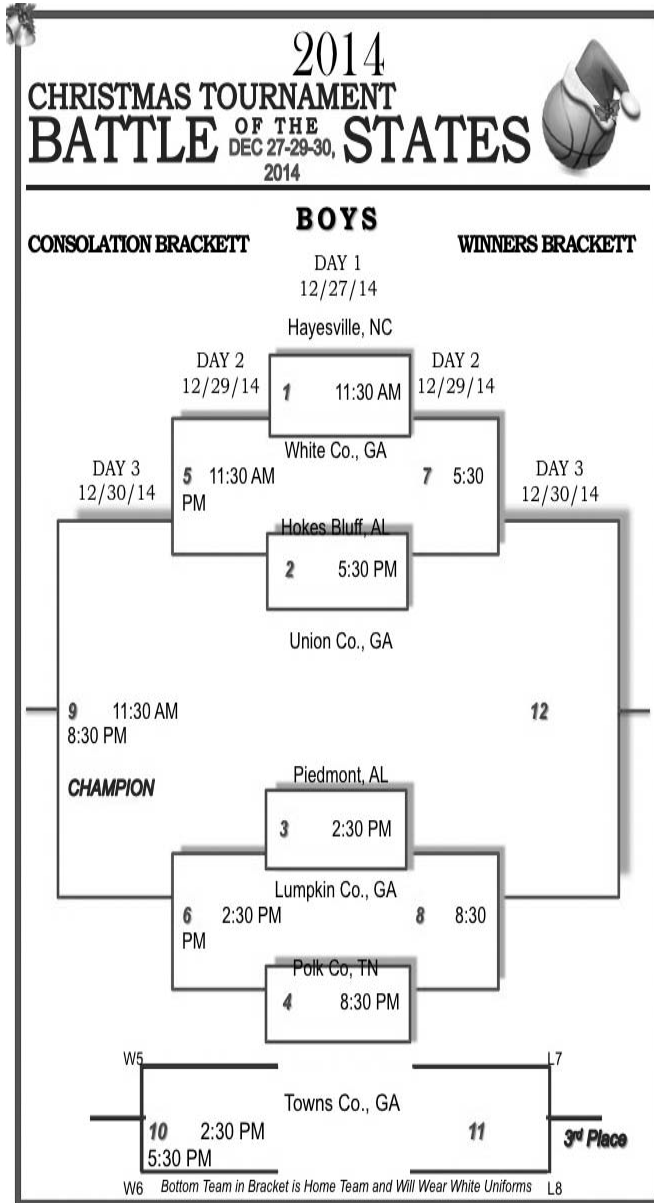 2014
CHRISTMAS TOURNAMENT
BATTLE OF THE STATES
DEC 27-29-30,
2014
BOYS
CONSOLATION BRACKETT WINNERS BRACKETT
DAY 1
12/27/14
Hayesville, NC
DAY 2 DAY 2
12/29/14 12/29/14
1 11:30 AM
White Co., GA
DAY 3 DAY 3
12/30/14 12/30/14
5 11:30 AM 7 5:30
PM
Hokes Bluff, AL
2 5:30 PM
Union Co., GA
9 11:30 AM 12
8:30 PM
CHAMPION
Piedmont, AL
3 2:30 PM
Lumpkin Co., GA
6 2:30 PM 8 8:30
PM
Polk Co, TN
4 8:30 PM
W5 L7
Towns Co., GA
10 2:30 PM 11
3rd Place
5:30 PM
W6 Bottom Team in Bracket is Home Team and Will Wear White Uniforms L8